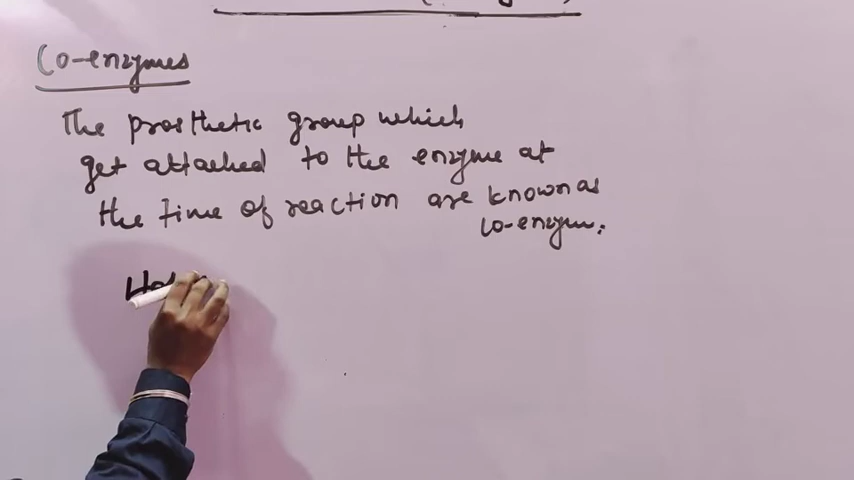 Co-enzymes
The prosthetic group which
get attached to the enzyme at
the time of reaction are known as
Co-enzym.